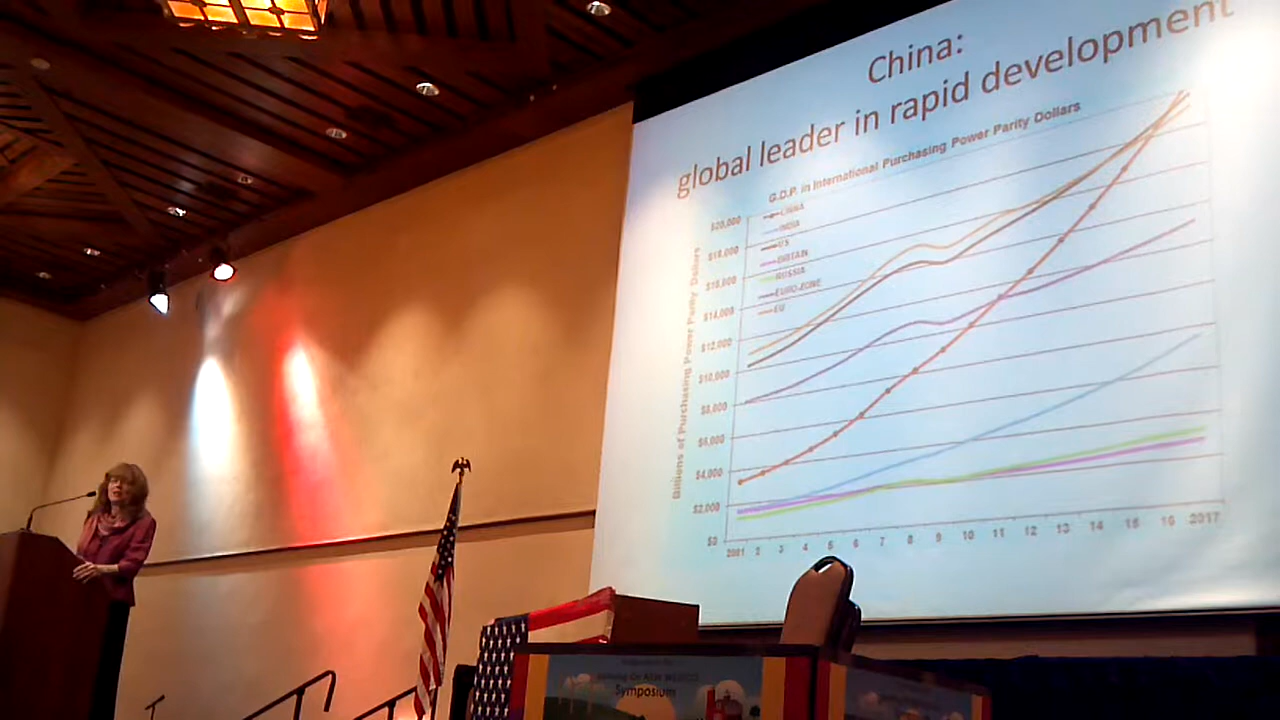 China:
global leader in rapid development
G.D.P. in International Purchasing Power Parity Dollars
Billions of Purchasing Power Parity Dollars
$20,000
$18,000
$16,000
$14,000
$12,000
$10,000
$8,000
$6,000
$4,000
$2,000
$0
CHINA
INDIA
US
BRITAIN
RUSSIA
EURO-ZONE
EU
2001 2 3 4 5 6 7 8 9 10 11 12 13 14 15 16 2017
Symposium